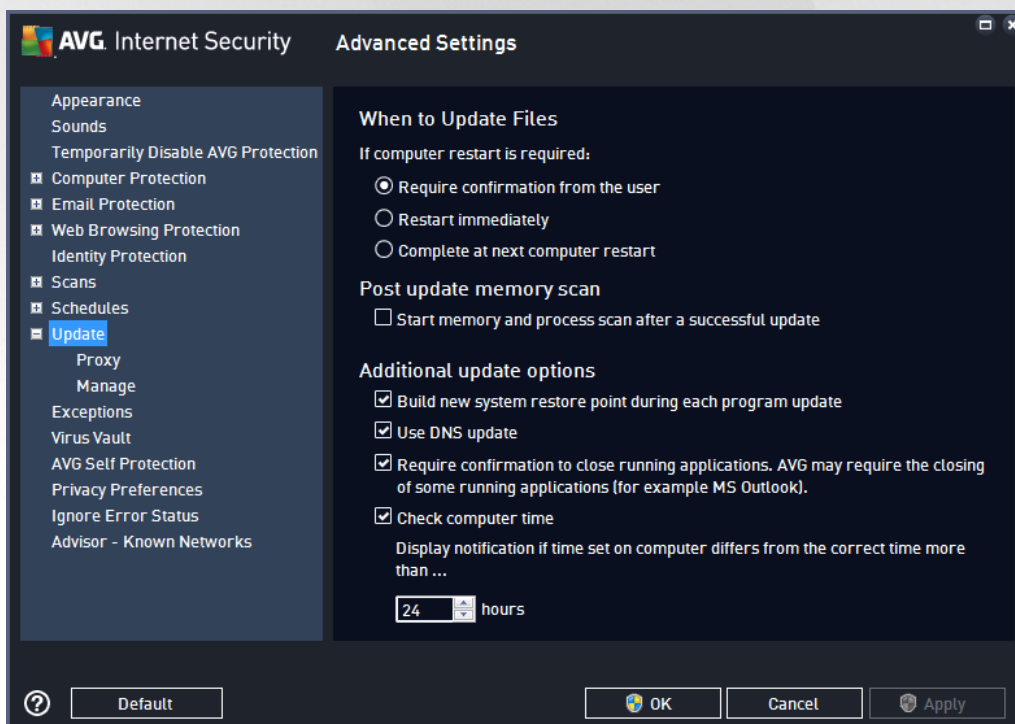 AVG. Internet Security
Advanced Settings
Appearance
Sounds
Temporarily Disable AVG Protection
Computer Protection
Email Protection
Web Browsing Protection
Identity Protection
Scans
Schedules
Update
Proxy
Manage
Exceptions
Virus Vault
AVG Self Protection
Privacy Preferences
Ignore Error Status
Advisor - Known Networks
When to Update Files
If computer restart is required:
Require confirmation from the user
Restart immediately
Complete at next computer restart
Post update memory scan
Start memory and process scan after a successful update
Additional update options
Build new system restore point during each program update
Use DNS update
Require confirmation to close running applications. AVG may require the closing
of some running applications (for example MS Outlook).
Check computer time
Display notification if time set on computer differs from the correct time more
than ...
24 hours
? Default OK Cancel Apply